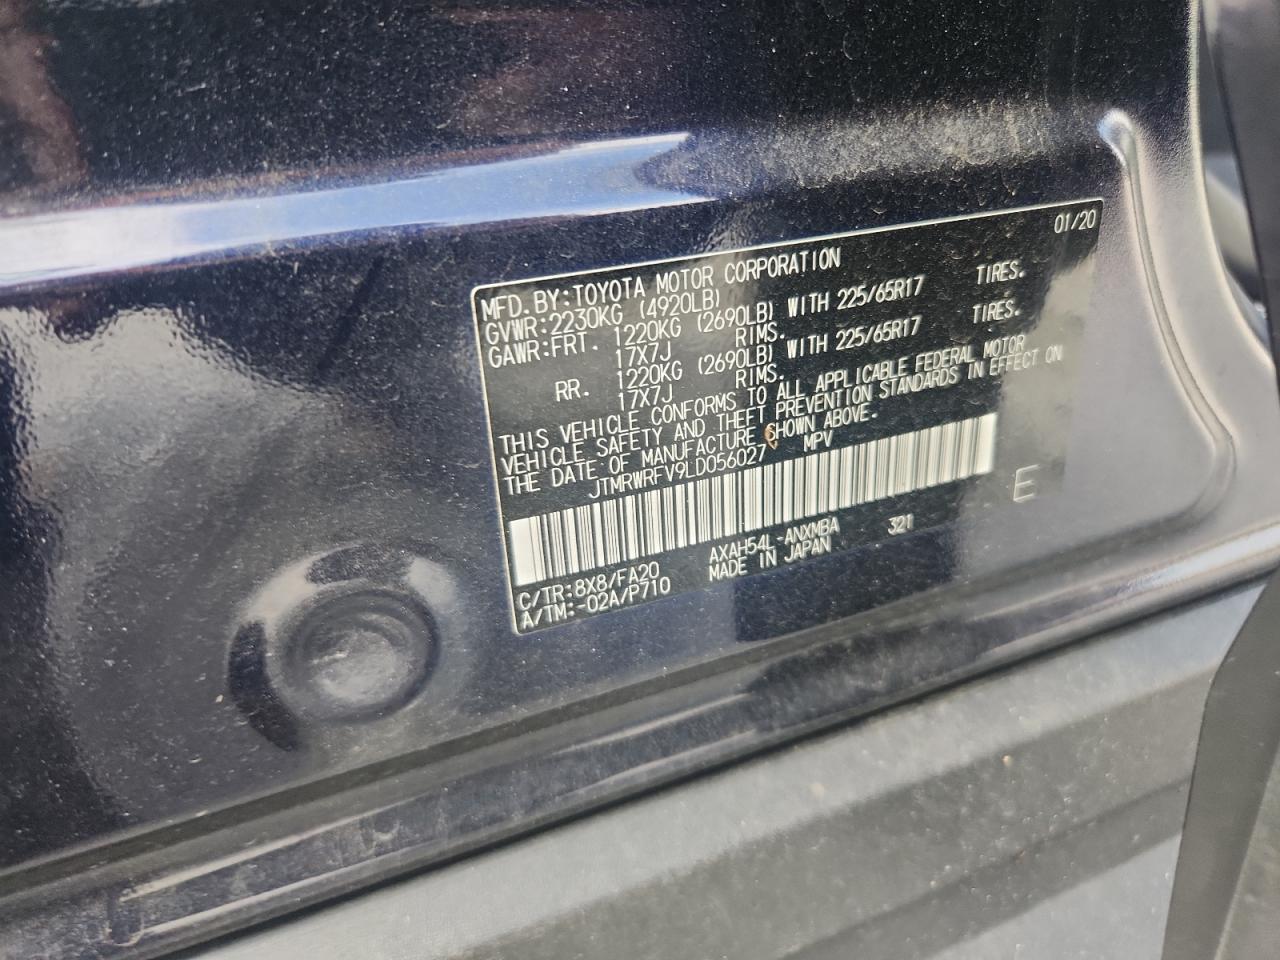 01/20
MFD. BY: TOYOTA MOTOR CORPORATION
GVWR: 2230KG (4920LB)
GAWR: FRT. 1220KG (2690LB) WITH 225/65R17 TIRES.
17X7J RIMS.
RR. 1220KG (2690LB) WITH 225/65R17 TIRES.
17X7J RIMS.
THIS VEHICLE CONFORMS TO ALL APPLICABLE FEDERAL MOTOR
VEHICLE SAFETY AND THEFT PREVENTION STANDARDS IN EFFECT ON
THE DATE OF MANUFACTURE SHOWN ABOVE.
JTMRWRFV9LD056027 MPV
E
C/TR: 8X8/FA20 AXAH54L-ANXMBA 321
A/TM: -02A/P710 MADE IN JAPAN